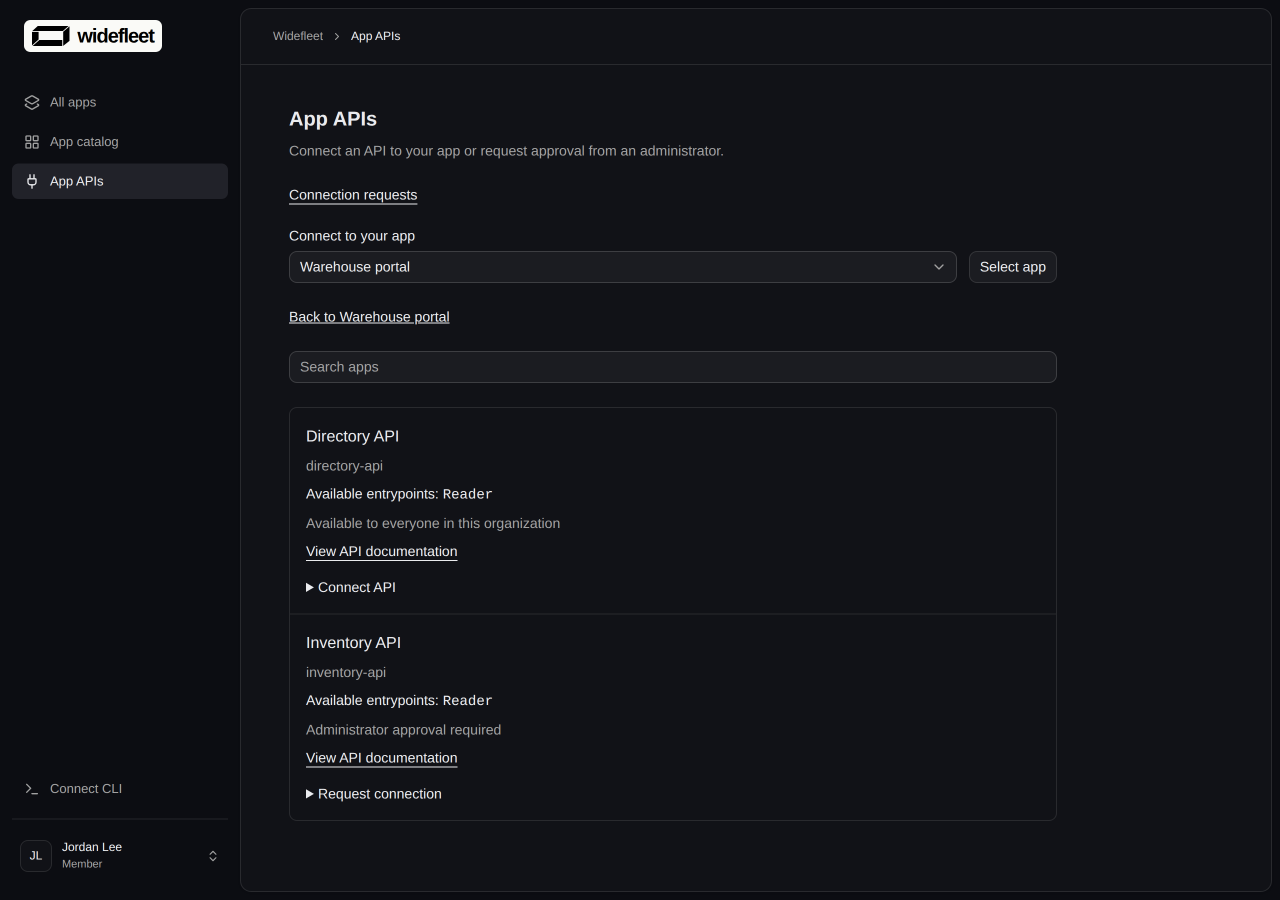 widefleet
All apps
App catalog
App APIs
Connect CLI
JL
Jordan Lee
Member
Widefleet
App APIs
App APIs
Connect an API to your app or request approval from an administrator.
Connection requests
Connect to your app
Warehouse portal
Select app
Back to Warehouse portal
Search apps
Directory API
directory-api
Available entrypoints: Reader
Available to everyone in this organization
View API documentation
Connect API
Inventory API
inventory-api
Available entrypoints: Reader
Administrator approval required
View API documentation
Request connection